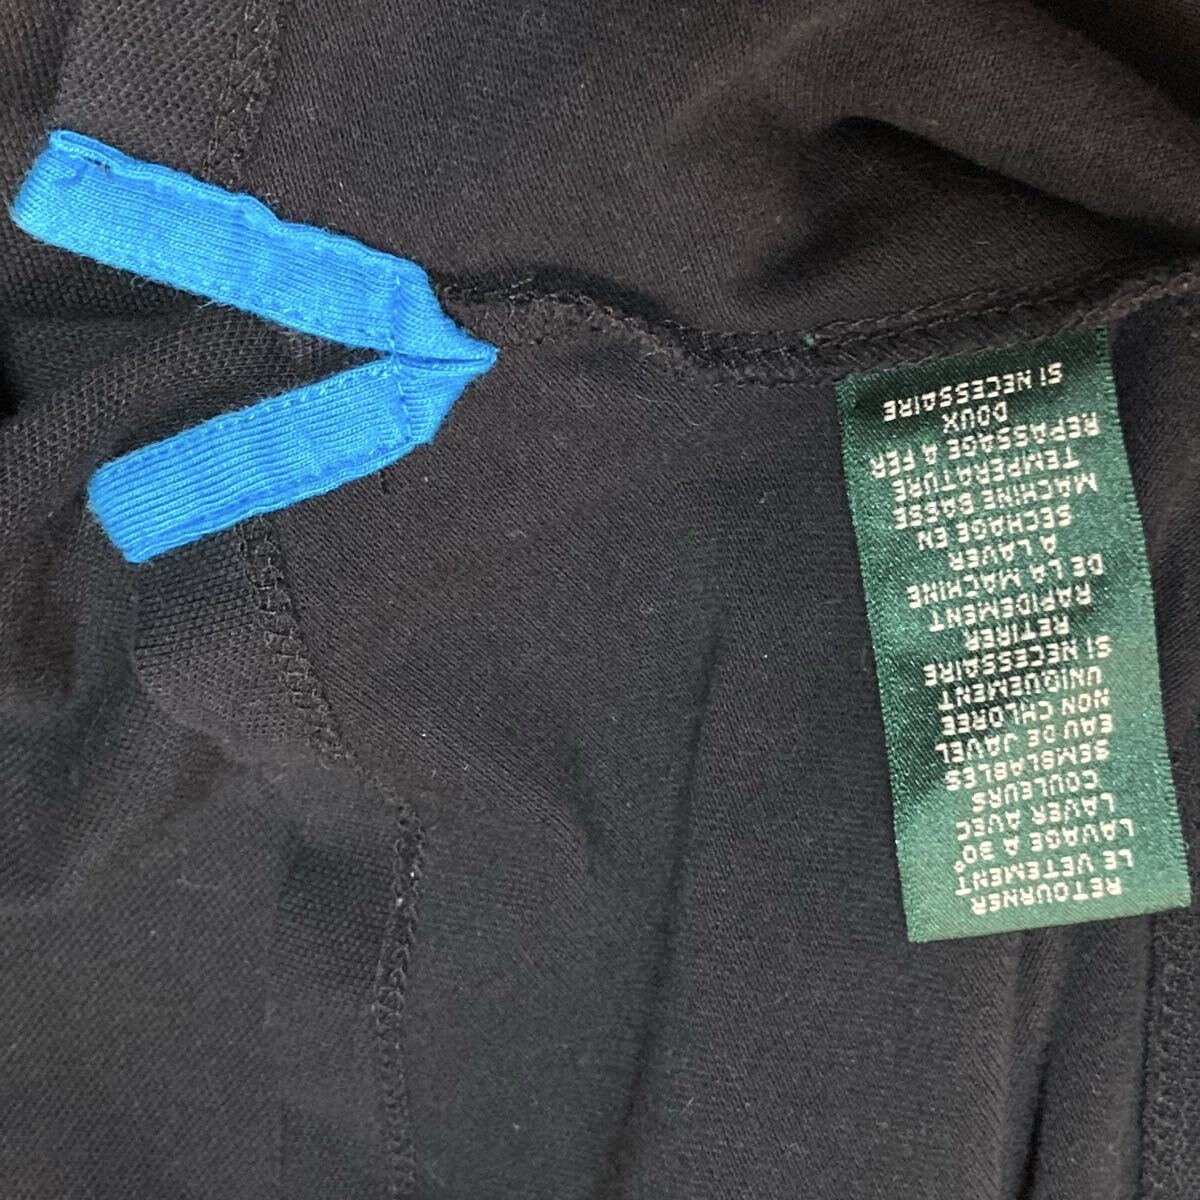 RETOURNER
LE VETEMENT
LAVAGE A 30°
LAVER AVEC
COULEURS
SEMBLABLES
EAU DE JAVEL
NON CHLOREE
UNIQUEMENT
SI NECESSAIRE
RETIRER
RAPIDEMENT
DE LA MACHINE
A LAVER
SECHAGE EN
MACHINE BASSE
TEMPERATURE
REPASSAGE A FER
DOUX
SI NECESSAIRE